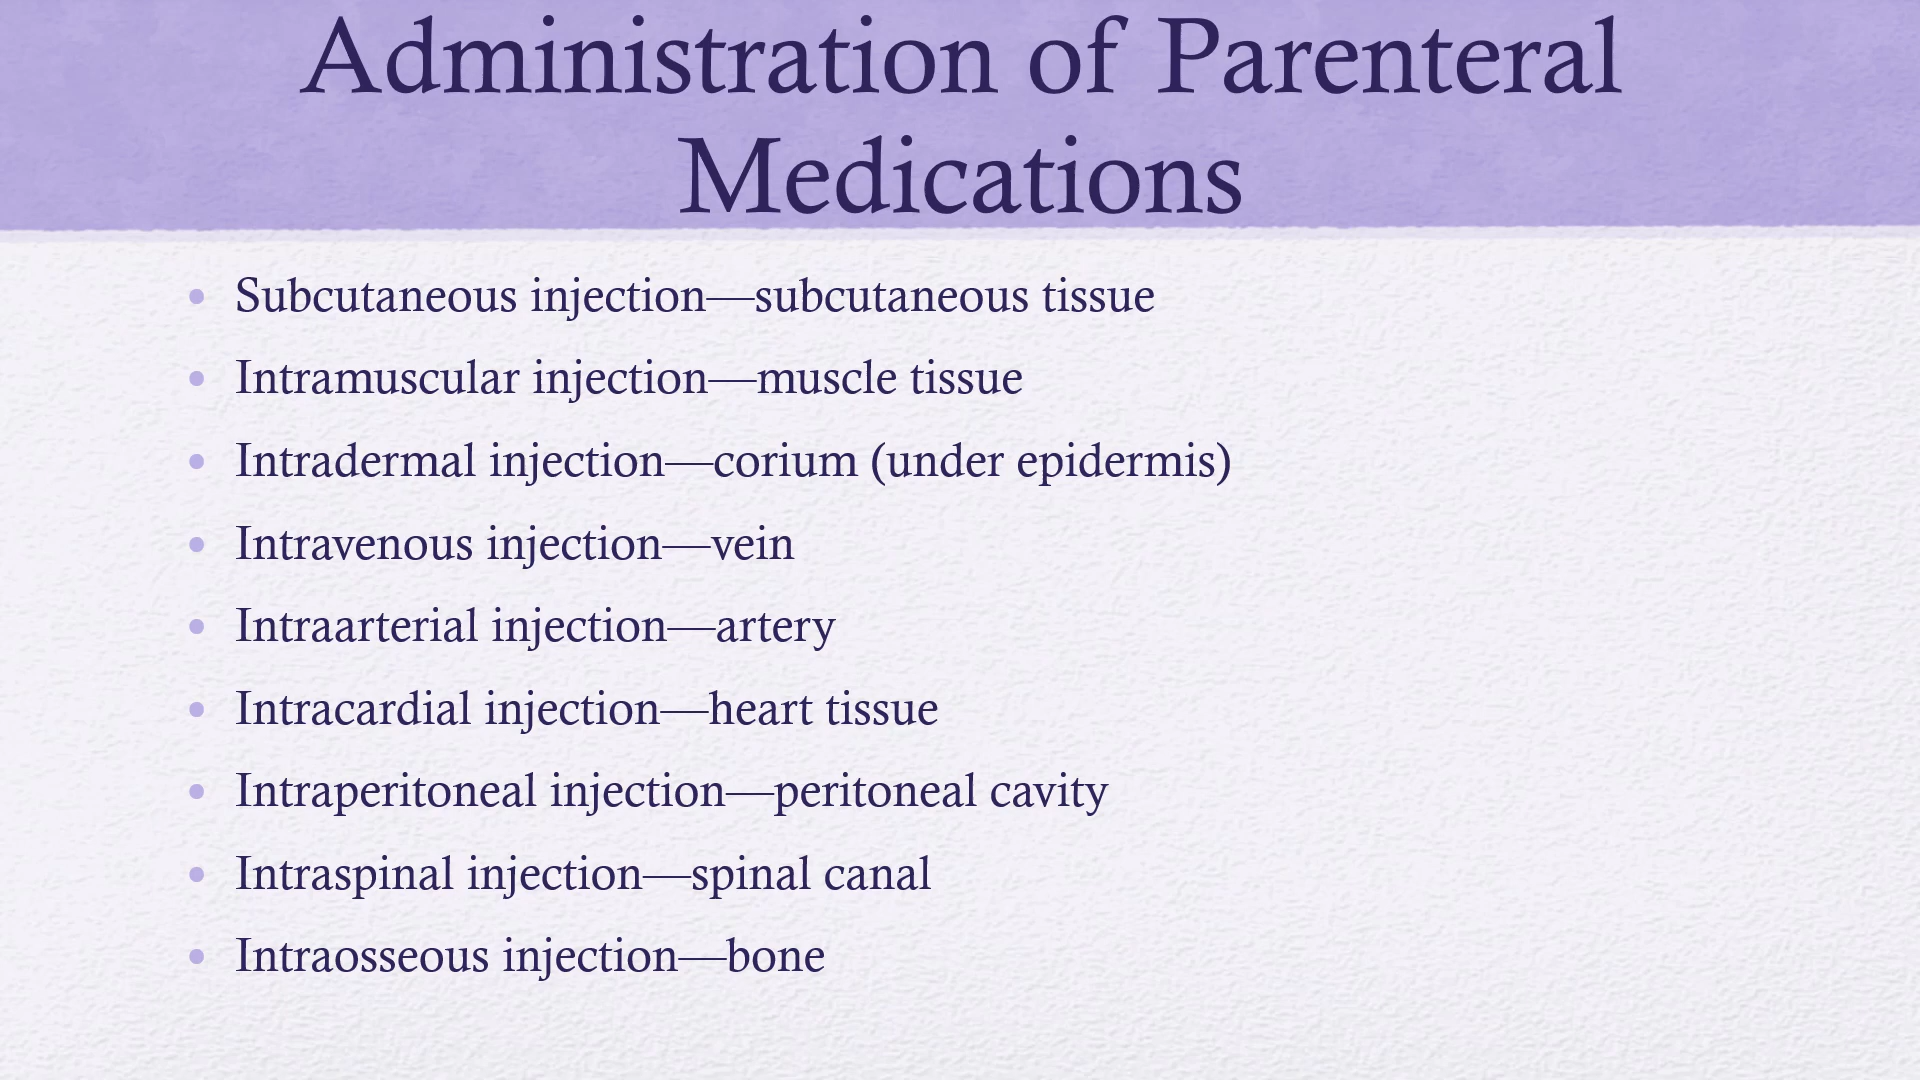 Administration of Parenteral
Medications
• Subcutaneous injection—subcutaneous tissue
• Intramuscular injection—muscle tissue
• Intradermal injection—corium (under epidermis)
• Intravenous injection—vein
• Intraarterial injection—artery
• Intracardial injection—heart tissue
• Intraperitoneal injection—peritoneal cavity
• Intraspinal injection—spinal canal
• Intraosseous injection—bone